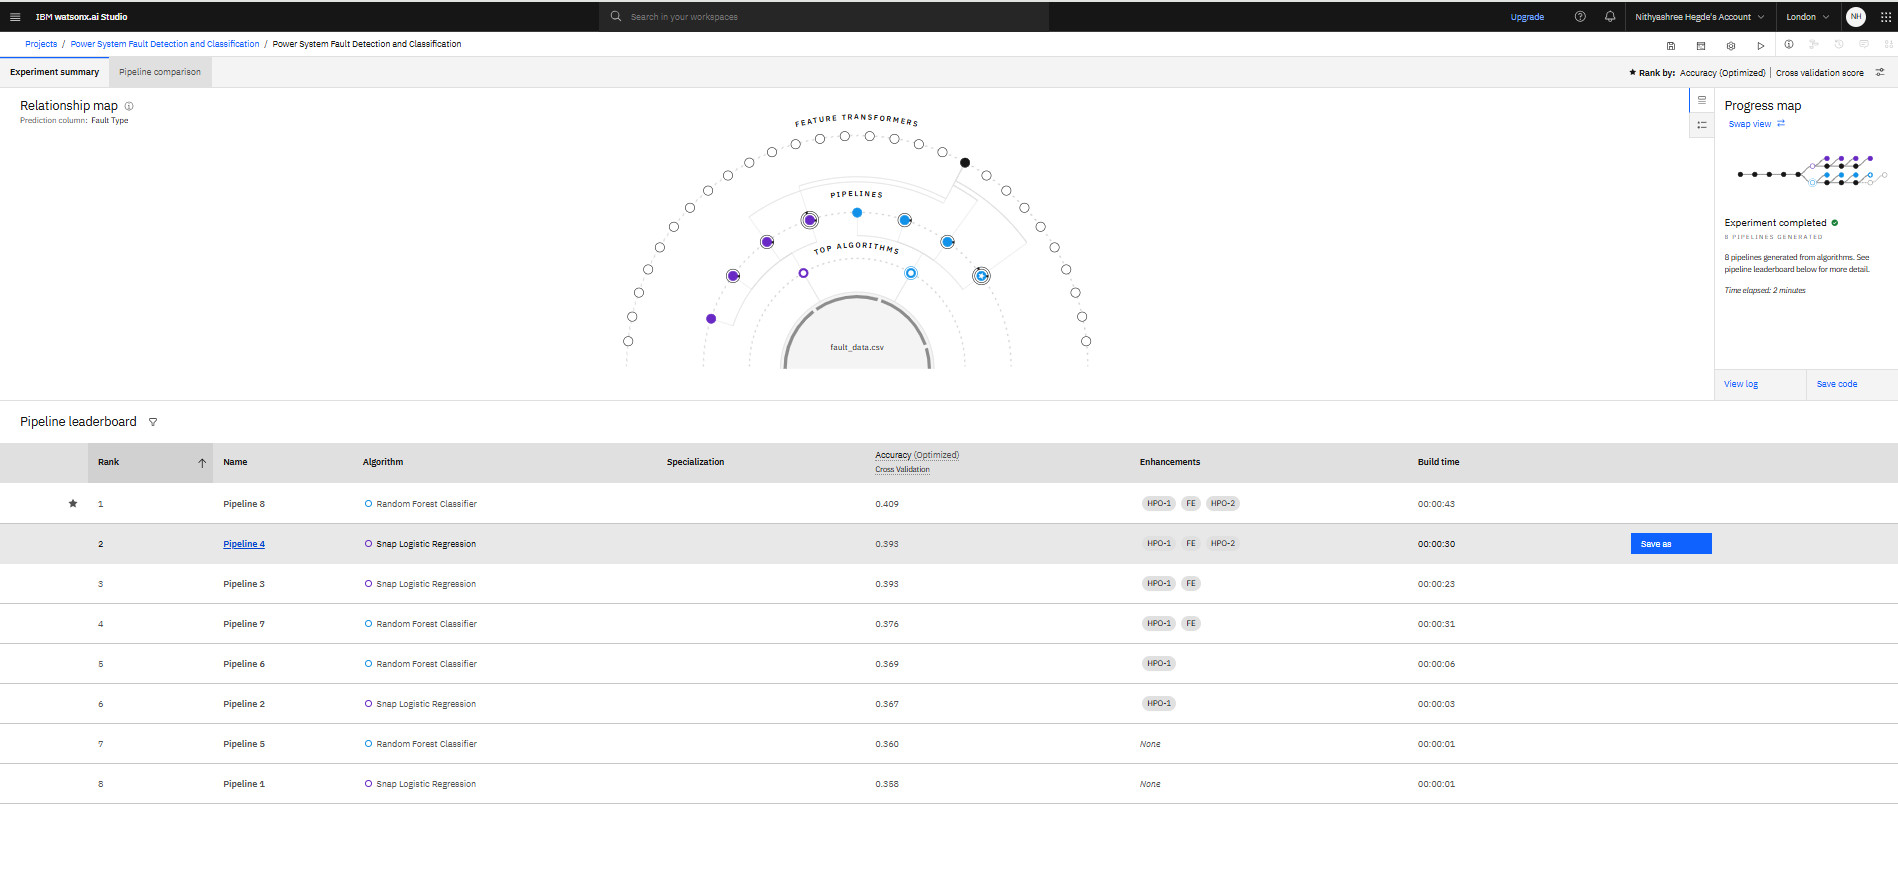 IBM watsonx.ai Studio
Search in your workspaces
Upgrade
Nithyashree Hegde's Account
London
NH
Projects / Power System Fault Detection and Classification / Power System Fault Detection and Classification
Experiment summary
Pipeline comparison
Rank by: Accuracy (Optimized) | Cross validation score
Relationship map
Prediction column: Fault Type
FEATURE TRANSFORMERS
PIPELINES
TOP ALGORITHMS
fault_data.csv
Progress map
Swap view
Experiment completed
8 PIPELINES GENERATED
8 pipelines generated from algorithms. See
pipeline leaderboard below for more detail.
Time elapsed: 2 minutes
View log
Save code
Pipeline leaderboard
Rank Name Algorithm Specialization Accuracy (Optimized) Enhancements Build time
Cross Validation
1 Pipeline 8 Random Forest Classifier 0.409 HPO-1 FE HPO-2 00:00:43
2 Pipeline 4 Snap Logistic Regression 0.393 HPO-1 FE HPO-2 00:00:30 Save as
3 Pipeline 3 Snap Logistic Regression 0.393 HPO-1 FE 00:00:23
4 Pipeline 7 Random Forest Classifier 0.376 HPO-1 FE 00:00:31
5 Pipeline 6 Random Forest Classifier 0.369 HPO-1 00:00:06
6 Pipeline 2 Snap Logistic Regression 0.367 HPO-1 00:00:03
7 Pipeline 5 Random Forest Classifier 0.360 None 00:00:01
8 Pipeline 1 Snap Logistic Regression 0.358 None 00:00:01